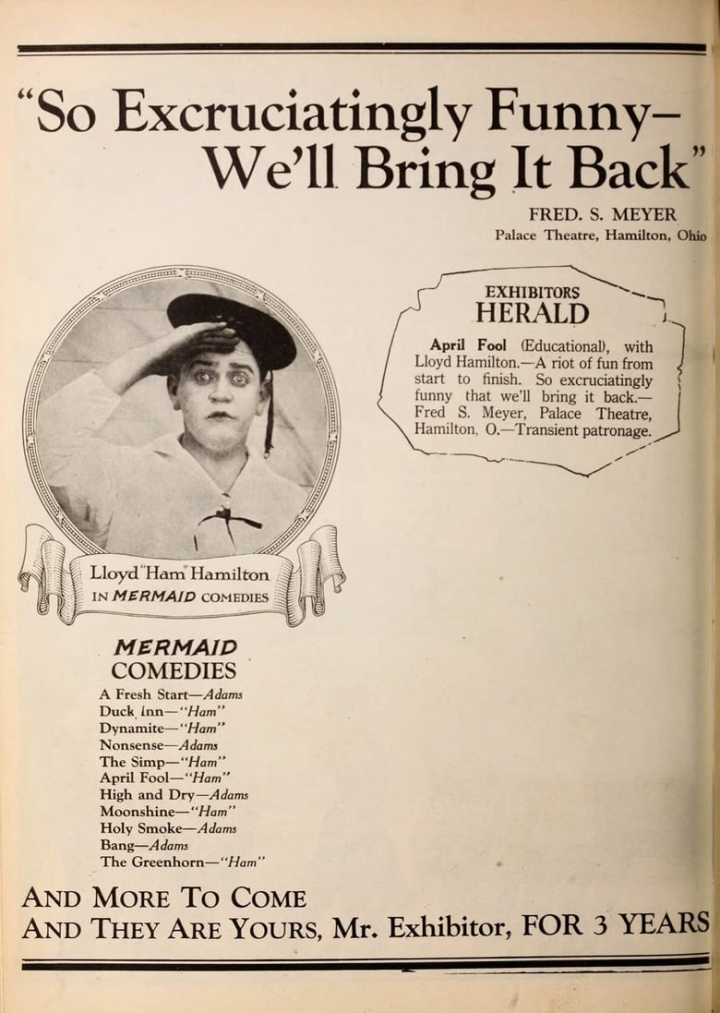 “So Excruciatingly Funny—
We'll Bring It Back”
FRED. S. MEYER
Palace Theatre, Hamilton, Ohio
EXHIBITORS
HERALD
April Fool (Educational), with
Lloyd Hamilton.—A riot of fun from
start to finish. So excruciatingly
funny that we'll bring it back.—
Fred S. Meyer, Palace Theatre,
Hamilton, O.—Transient patronage.
Lloyd "Ham" Hamilton
IN MERMAID COMEDIES
MERMAID
COMEDIES
A Fresh Start—Adams
Duck Inn—“Ham”
Dynamite—“Ham”
Nonsense—Adams
The Simp—“Ham”
April Fool—“Ham”
High and Dry—Adams
Moonshine—“Ham”
Holy Smoke—Adams
Bang—Adams
The Greenhorn—“Ham”
AND MORE TO COME
AND THEY ARE YOURS, Mr. Exhibitor, FOR 3 YEARS